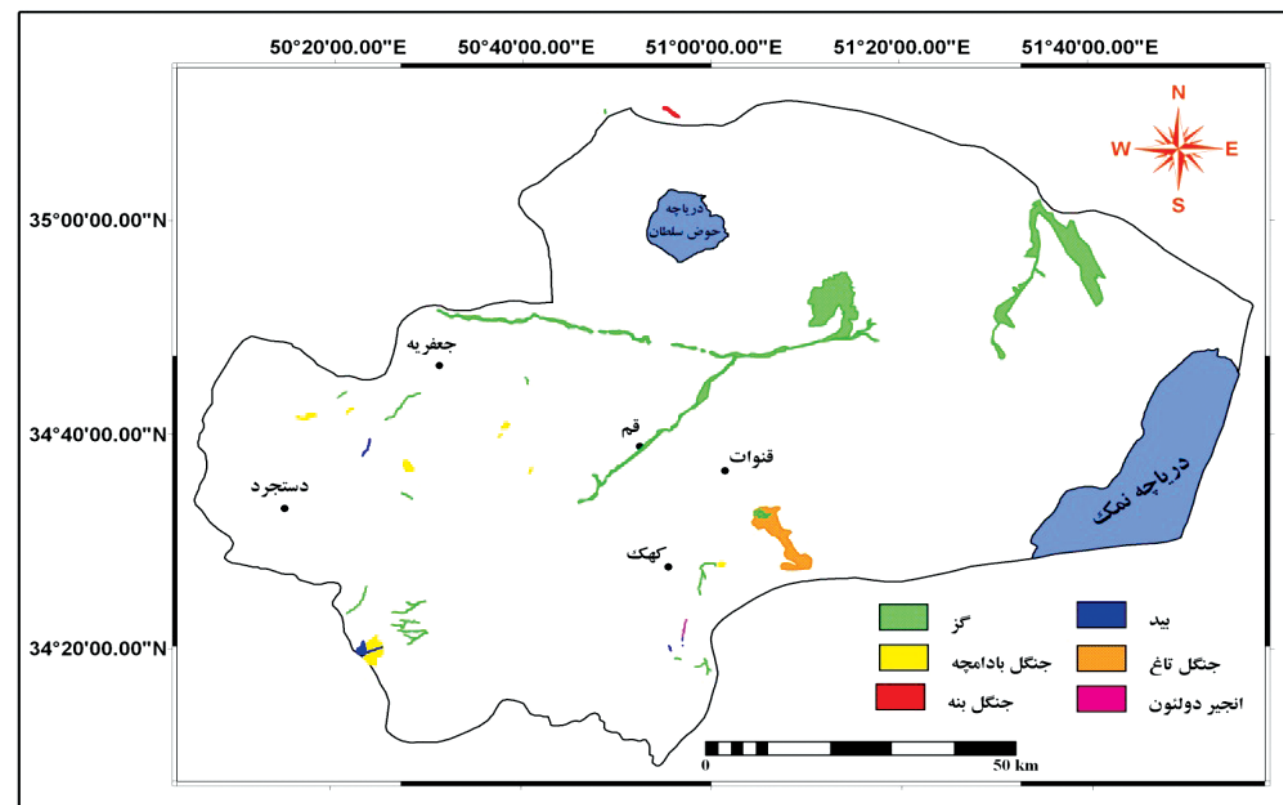 50°20'00.00"E 50°40'00.00"E 51°00'00.00"E 51°20'00.00"E 51°40'00.00"E
N
W E
S
35°00'00.00"N
34°40'00.00"N
34°20'00.00"N
دریاچه
حوض سلطان
جعفریه
قم
قنوات
دستجرد
کهک
دریاچه نمک
گز
بید
جنگل بادامچه
جنگل تاغ
جنگل بنه
انجیر دولئون
0 50 km